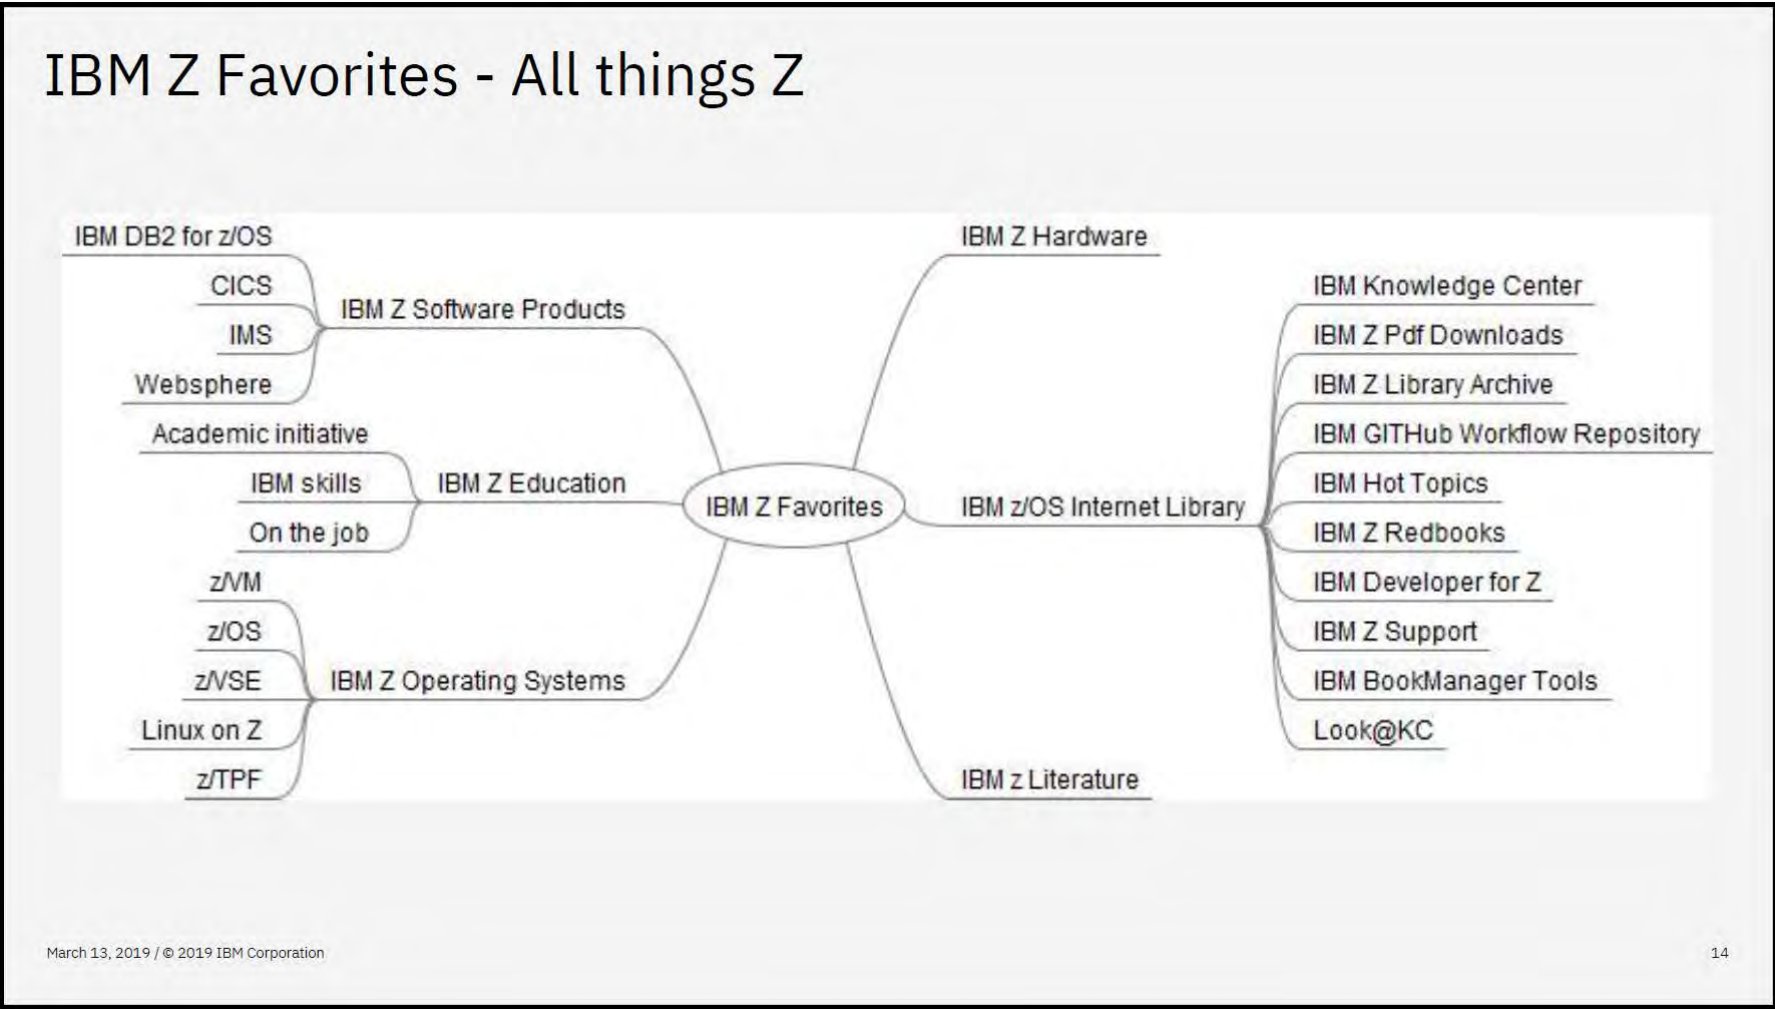 IBM Z Favorites - All things Z
IBM DB2 for z/OS
CICS
IMS
Websphere
IBM Z Software Products
Academic initiative
IBM skills
On the job
IBM Z Education
z/VM
z/OS
z/VSE
Linux on Z
z/TPF
IBM Z Operating Systems
IBM Z Favorites
IBM Z Hardware
IBM z/OS Internet Library
IBM Knowledge Center
IBM Z Pdf Downloads
IBM Z Library Archive
IBM GITHub Workflow Repository
IBM Hot Topics
IBM Z Redbooks
IBM Developer for Z
IBM Z Support
IBM BookManager Tools
Look@KC
IBM z Literature
March 13, 2019 / © 2019 IBM Corporation
14